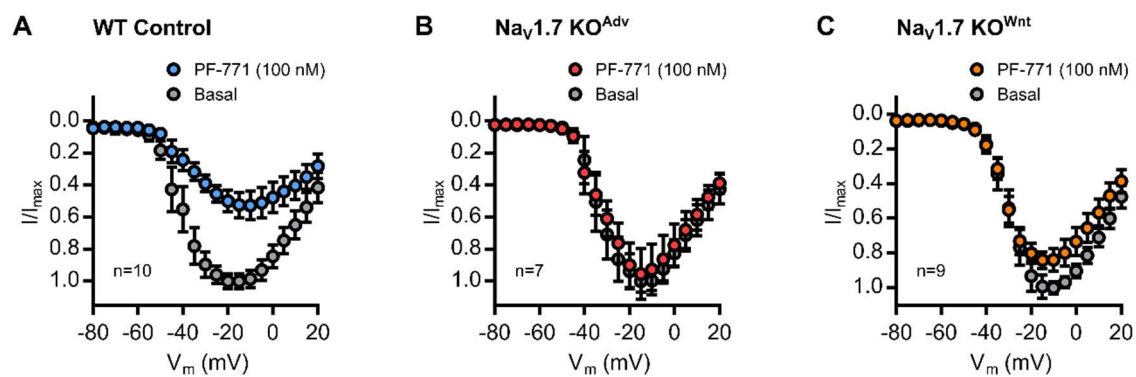 A WT Control
PF-771 (100 nM)
Basal
0.0
0.2
0.4
0.6
0.8
1.0
I/Imax
n=10
-80 -60 -40 -20 0 20
Vm (mV)
B NaV1.7 KOAdv
PF-771 (100 nM)
Basal
0.0
0.2
0.4
0.6
0.8
1.0
I/Imax
n=7
-80 -60 -40 -20 0 20
Vm (mV)
C NaV1.7 KOWnt
PF-771 (100 nM)
Basal
0.0
0.2
0.4
0.6
0.8
1.0
I/Imax
n=9
-80 -60 -40 -20 0 20
Vm (mV)